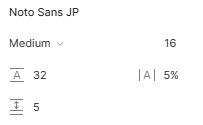 Noto Sans JP
Medium 16
A 32 |A| 5%
5